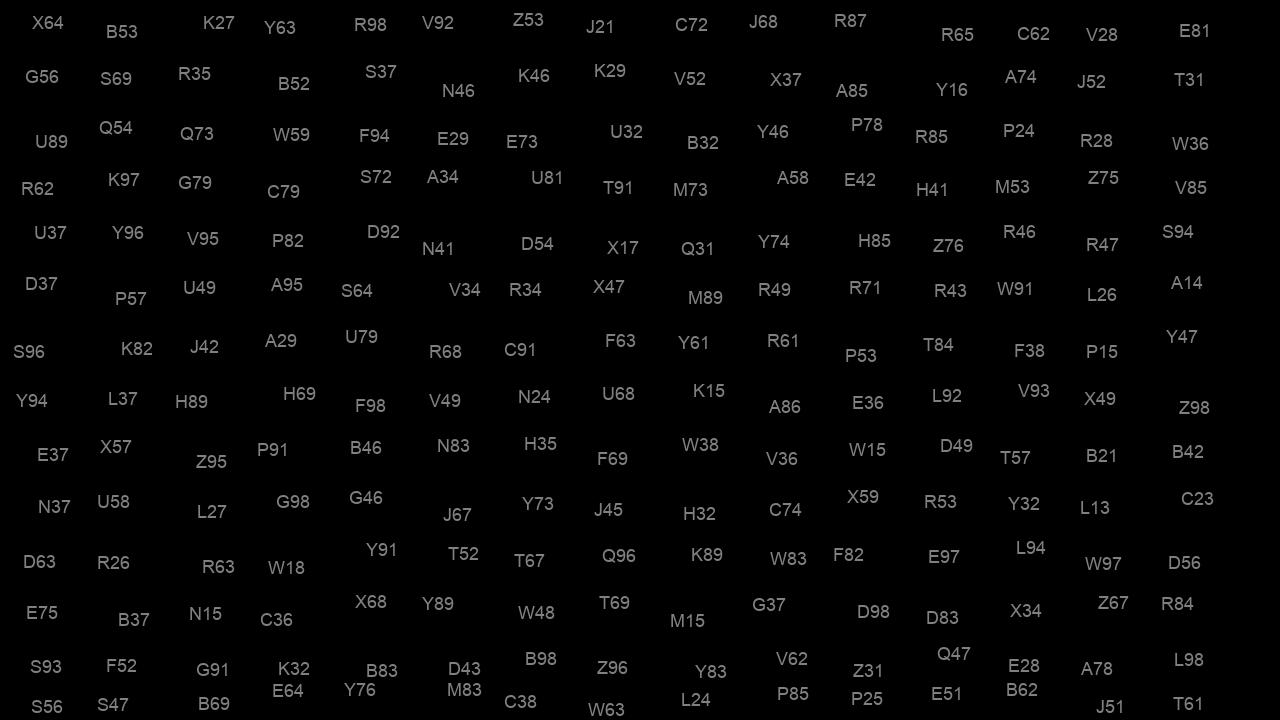 X64 B53 K27 Y63 R98 V92 Z53 J21 C72 J68 R87 R65 C62 V28 E81
G56 S69 R35 B52 S37 N46 K46 K29 V52 X37 A85 Y16 A74 J52 T31
U89 Q54 Q73 W59 F94 E29 E73 U32 B32 Y46 P78 R85 P24 R28 W36
R62 K97 G79 C79 S72 A34 U81 T91 M73 A58 E42 H41 M53 Z75 V85
U37 Y96 V95 P82 D92 N41 D54 X17 Q31 Y74 H85 Z76 R46 R47 S94
D37 P57 U49 A95 S64 V34 R34 X47 M89 R49 R71 R43 W91 L26 A14
S96 K82 J42 A29 U79 R68 C91 F63 Y61 R61 P53 T84 F38 P15 Y47
Y94 L37 H89 H69 F98 V49 N24 U68 K15 A86 E36 L92 V93 X49 Z98
E37 X57 Z95 P91 B46 N83 H35 F69 W38 V36 W15 D49 T57 B21 B42
N37 U58 L27 G98 G46 J67 Y73 J45 H32 C74 X59 R53 Y32 L13 C23
D63 R26 R63 W18 Y91 T52 T67 Q96 K89 W83 F82 E97 L94 W97 D56
E75 B37 N15 C36 X68 Y89 W48 T69 M15 G37 D98 D83 X34 Z67 R84
S93 F52 G91 K32 B83 D43 B98 Z96 Y83 V62 Z31 Q47 E28 A78 L98
S56 S47 B69 E64 Y76 M83 C38 W63 L24 P85 P25 E51 B62 J51 T61